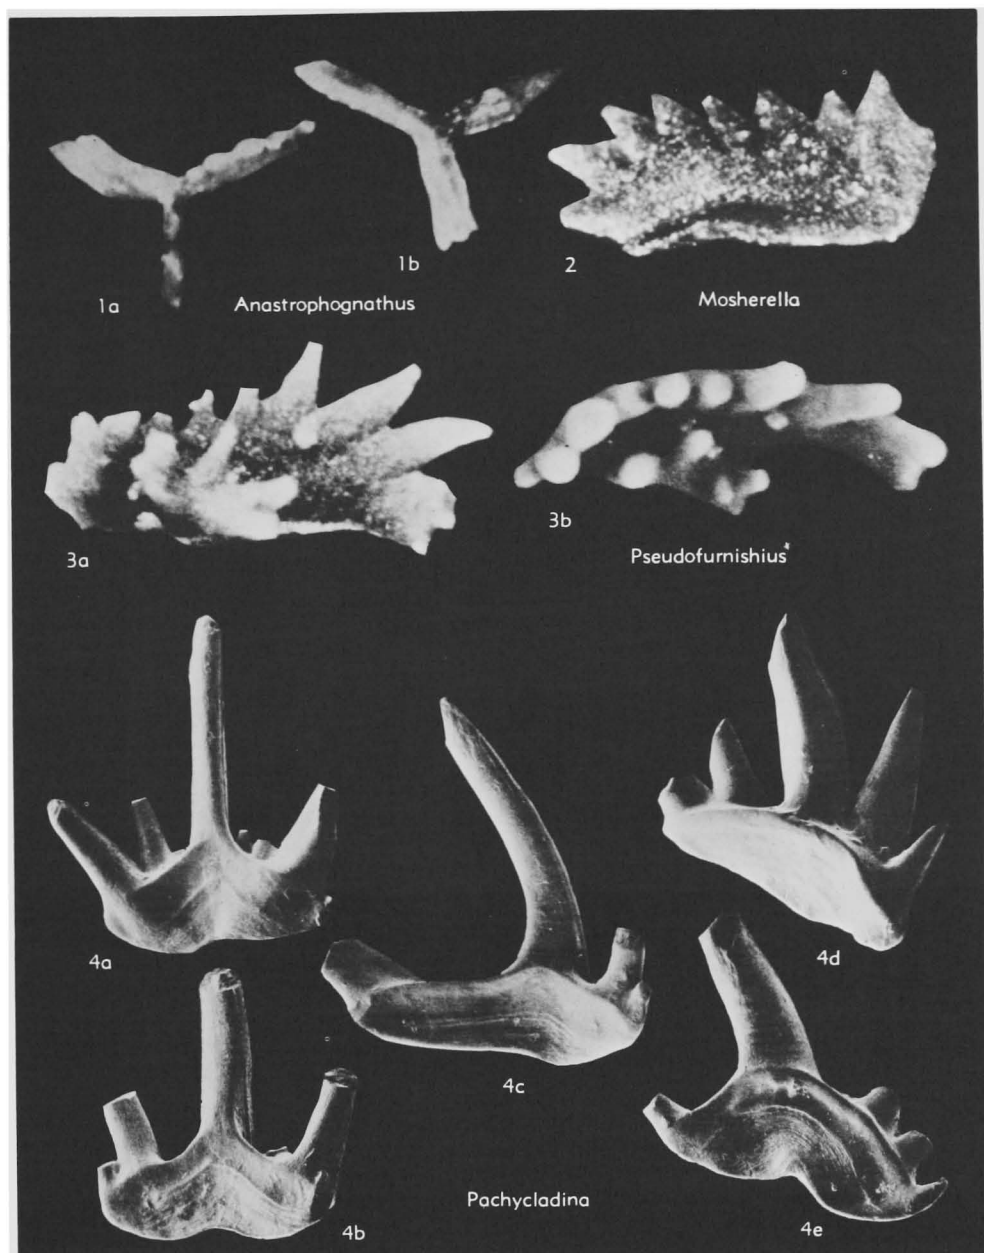 1a
1b
Anastrophognathus
2
Mosherella
3a
3b
Pseudofurnishius*
4a
4b
4c
4d
4e
Pachycladina